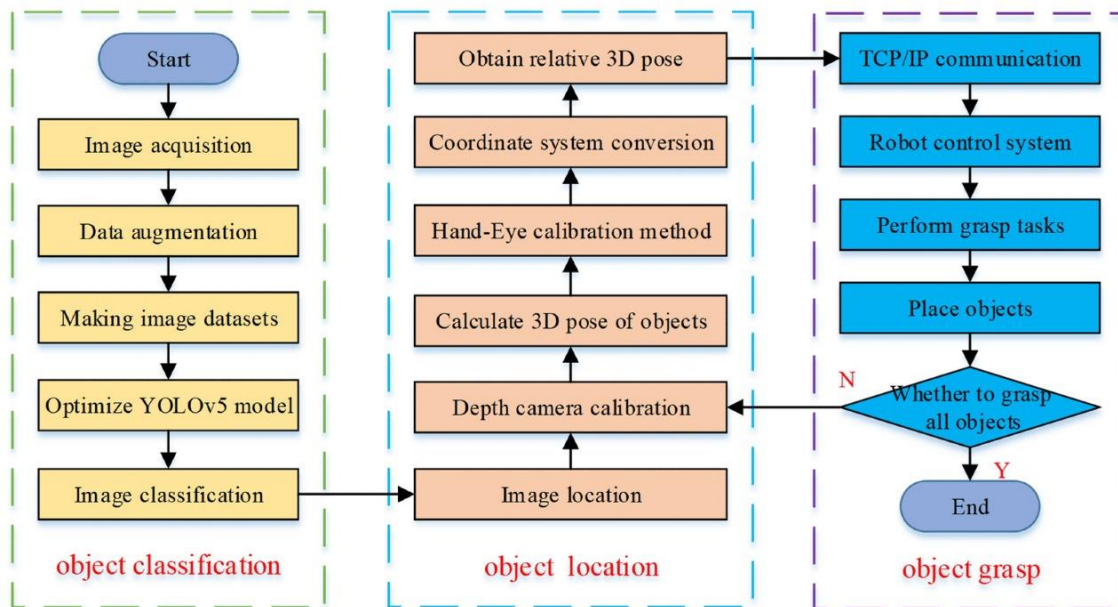 Start
Image acquisition
Data augmentation
Making image datasets
Optimize YOLOv5 model
Image classification
object classification
Obtain relative 3D pose
Coordinate system conversion
Hand-Eye calibration method
Calculate 3D pose of objects
Depth camera calibration
Image location
object location
TCP/IP communication
Robot control system
Perform grasp tasks
Place objects
N
Whether to grasp
all objects
Y
End
object grasp